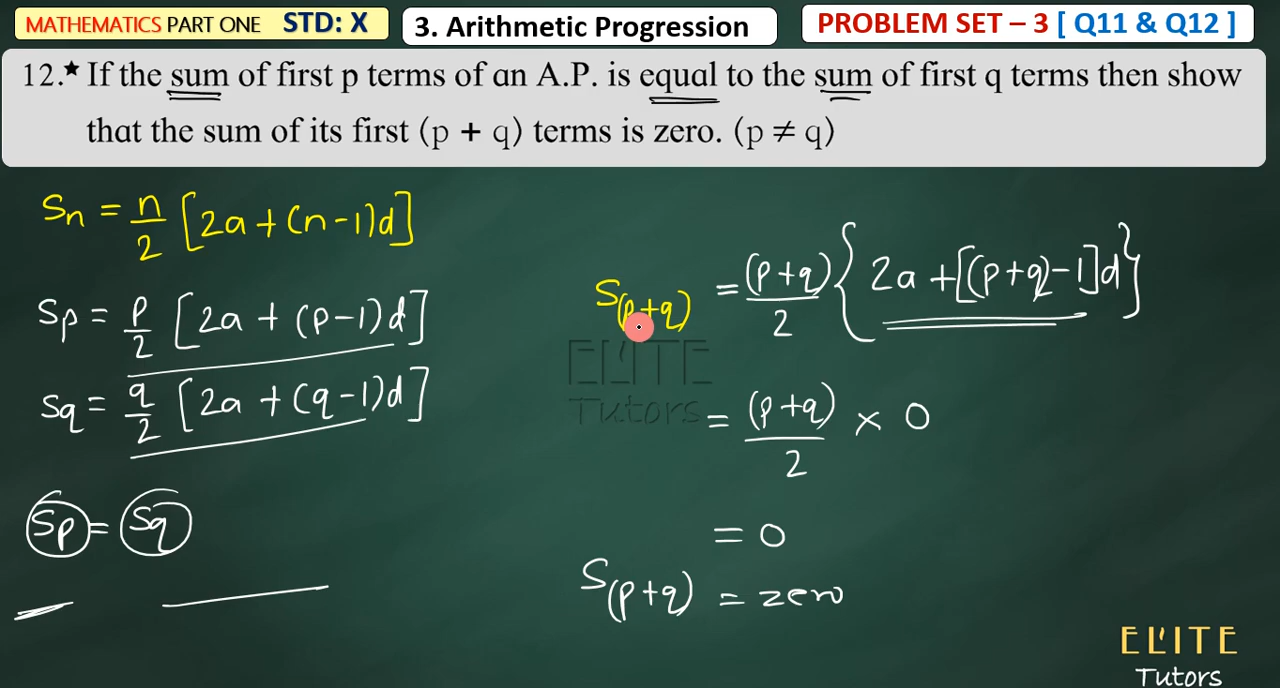 MATHEMATICS PART ONE STD: X
3. Arithmetic Progression
PROBLEM SET – 3 [ Q11 & Q12 ]
12.★ If the sum of first p terms of an A.P. is equal to the sum of first q terms then show
that the sum of its first (p + q) terms is zero. (p ≠ q)
Sn = n/2 [2a + (n-1)d]
Sp = p/2 [2a + (p-1)d]
Sq = q/2 [2a + (q-1)d]
Sp = Sq
S(p+q) = (p+q)/2 {2a + [(p+q)-1]d}
= (p+q)/2 × 0
= 0
S(p+q) = zero
ELITE
Tutors
ELITE
Tutors